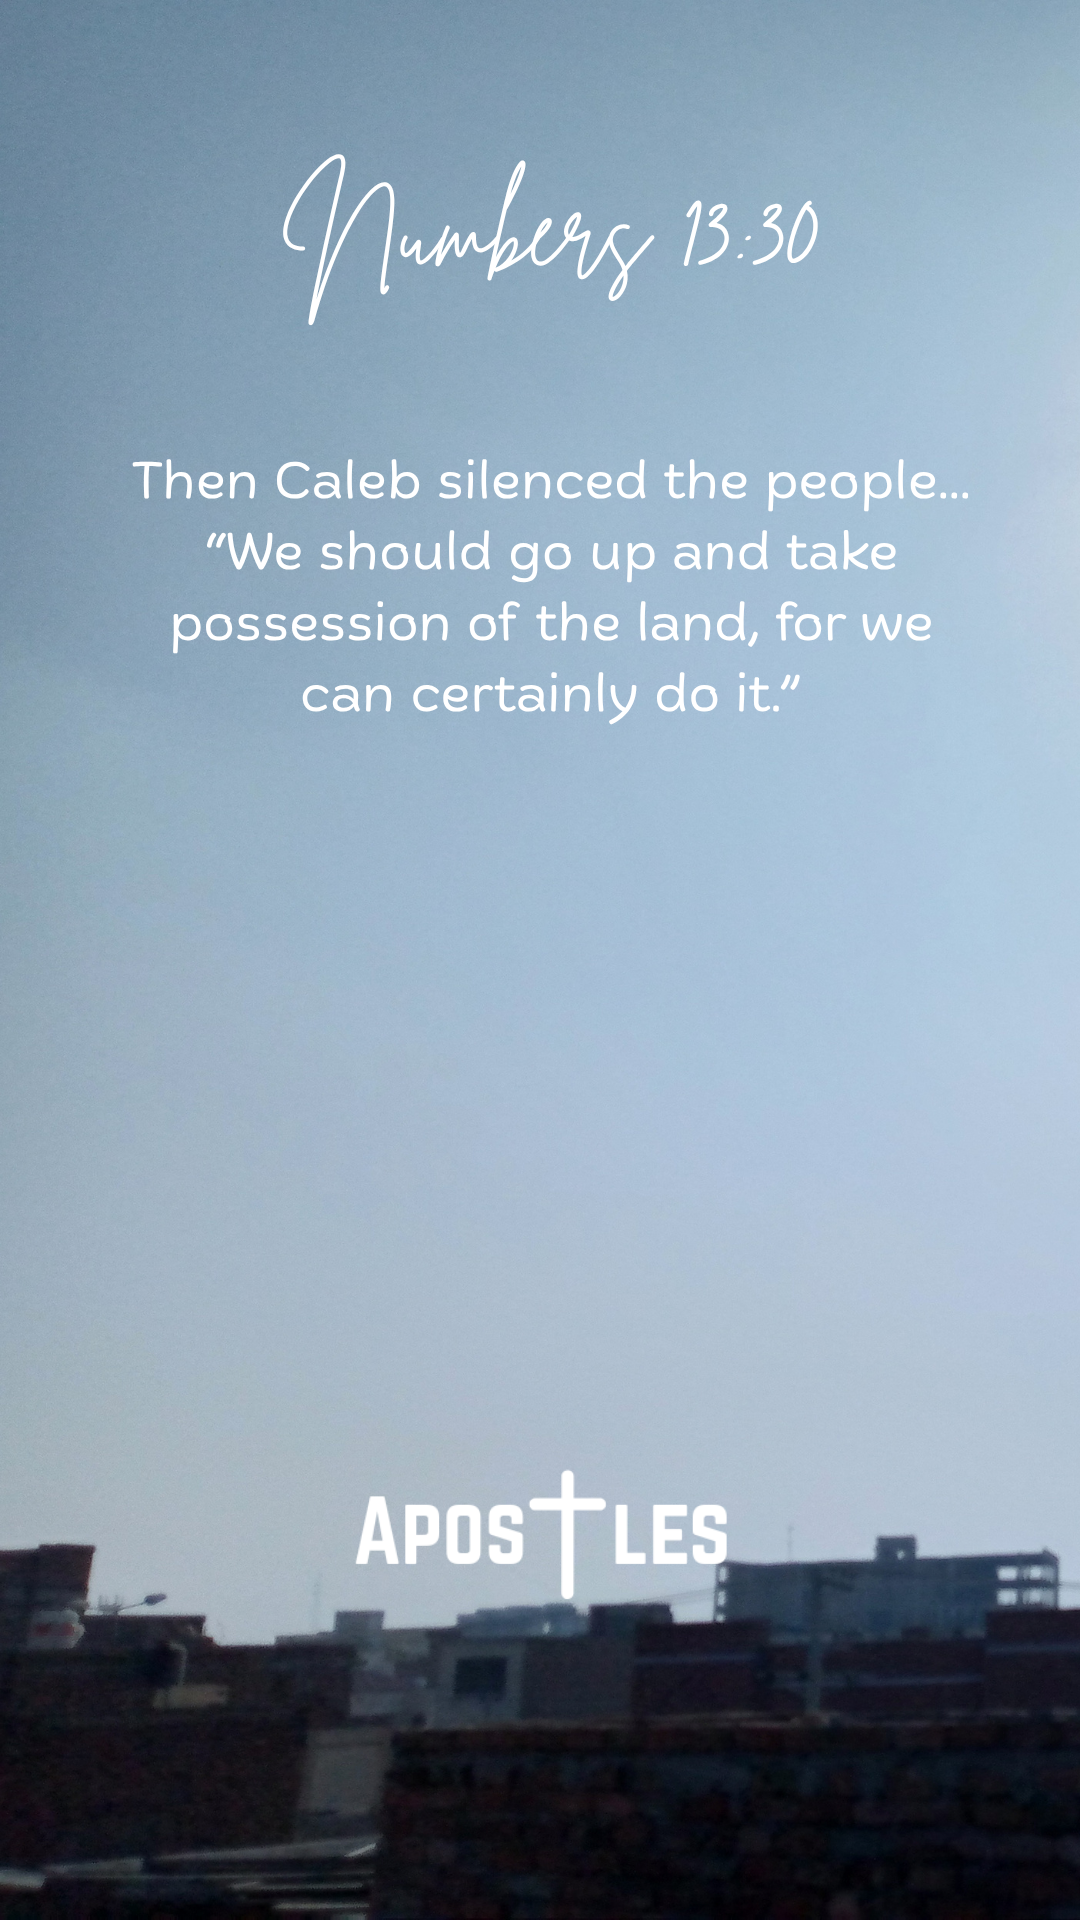 Numbers 13:30
Then Caleb silenced the people...
“We should go up and take
possession of the land, for we
can certainly do it.”
APOSTLES